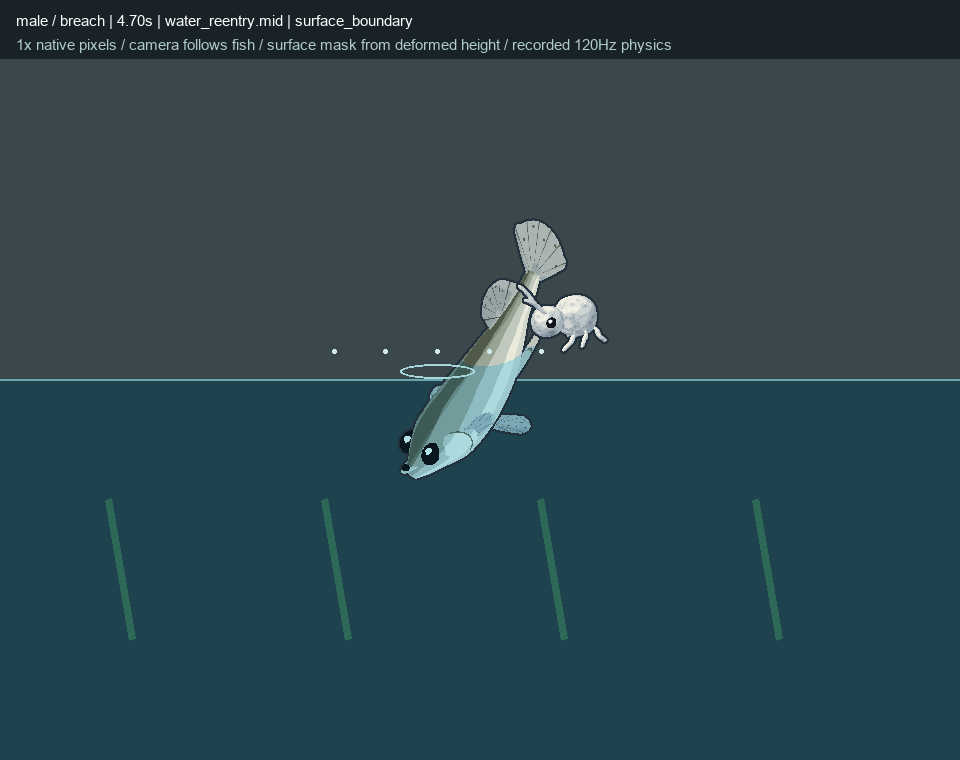 male / breach | 4.70s | water_reentry.mid | surface_boundary
1x native pixels / camera follows fish / surface mask from deformed height / recorded 120Hz physics